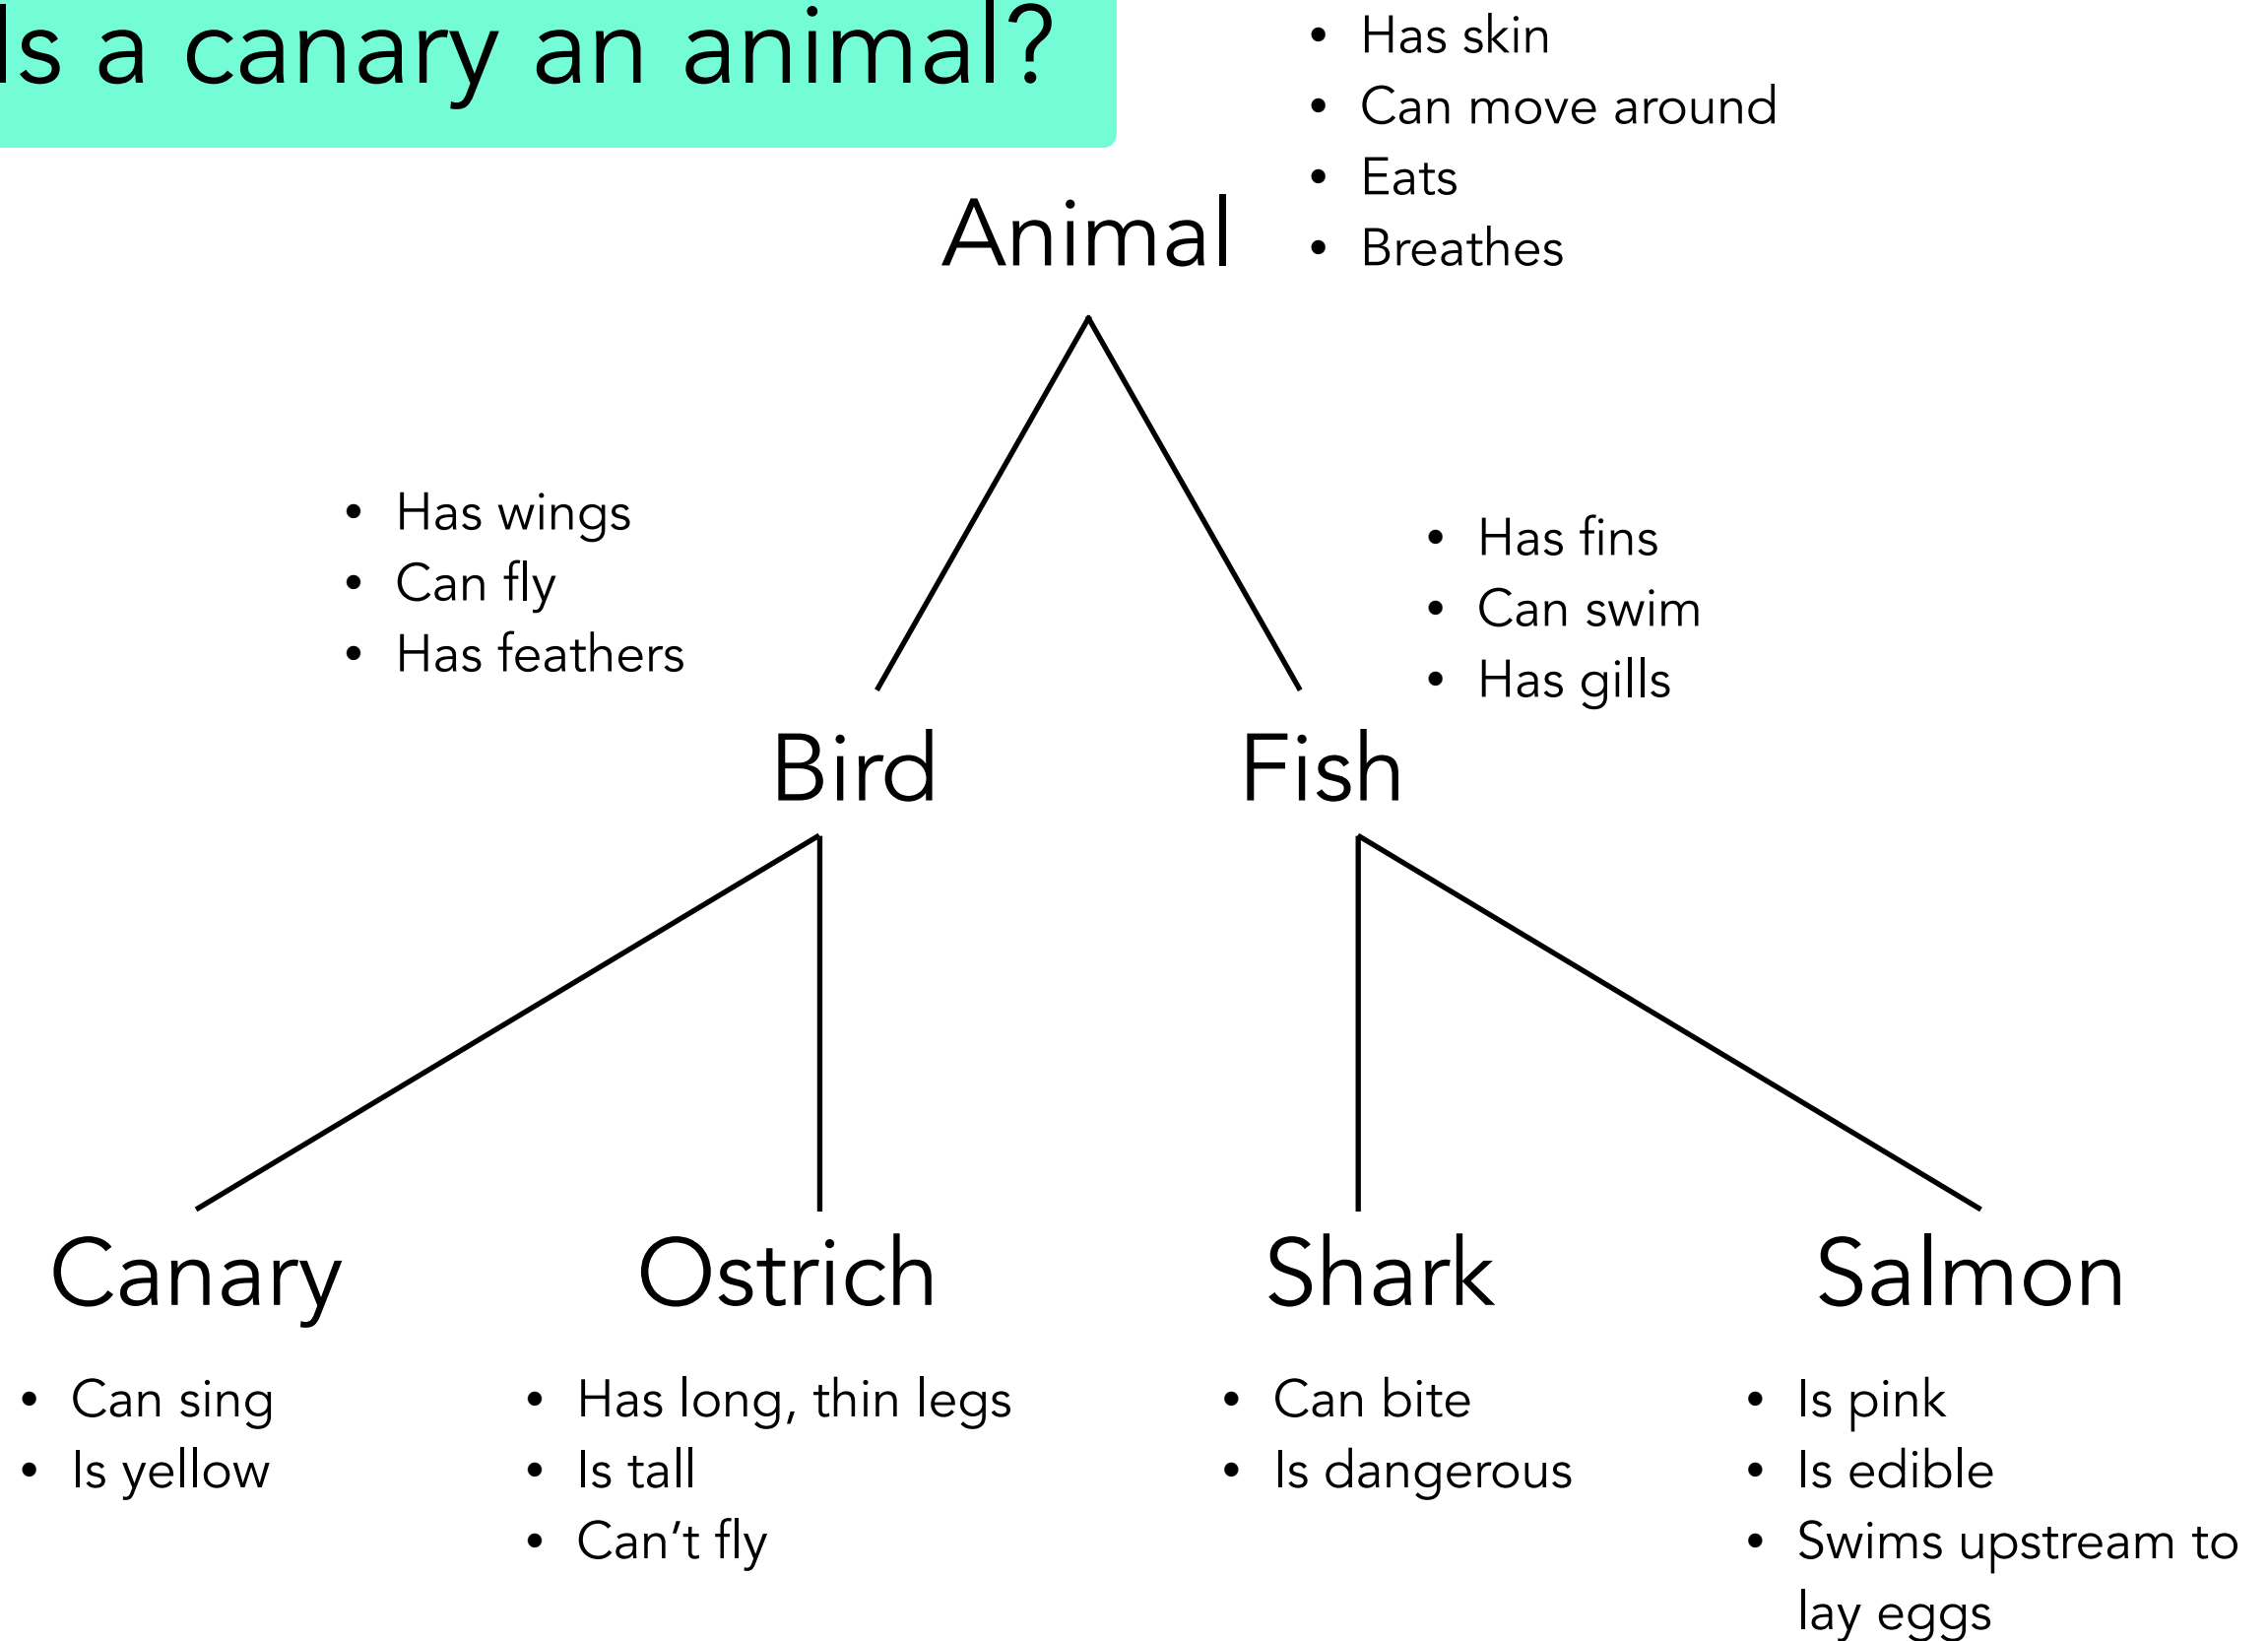 Is a canary an animal?
• Has skin
• Can move around
• Eats
• Breathes
Animal
• Has wings
• Can fly
• Has feathers
• Has fins
• Can swim
• Has gills
Bird
Fish
Canary
Ostrich
Shark
Salmon
• Can sing
• Is yellow
• Has long, thin legs
• Is tall
• Can’t fly
• Can bite
• Is dangerous
• Is pink
• Is edible
• Swims upstream to
lay eggs